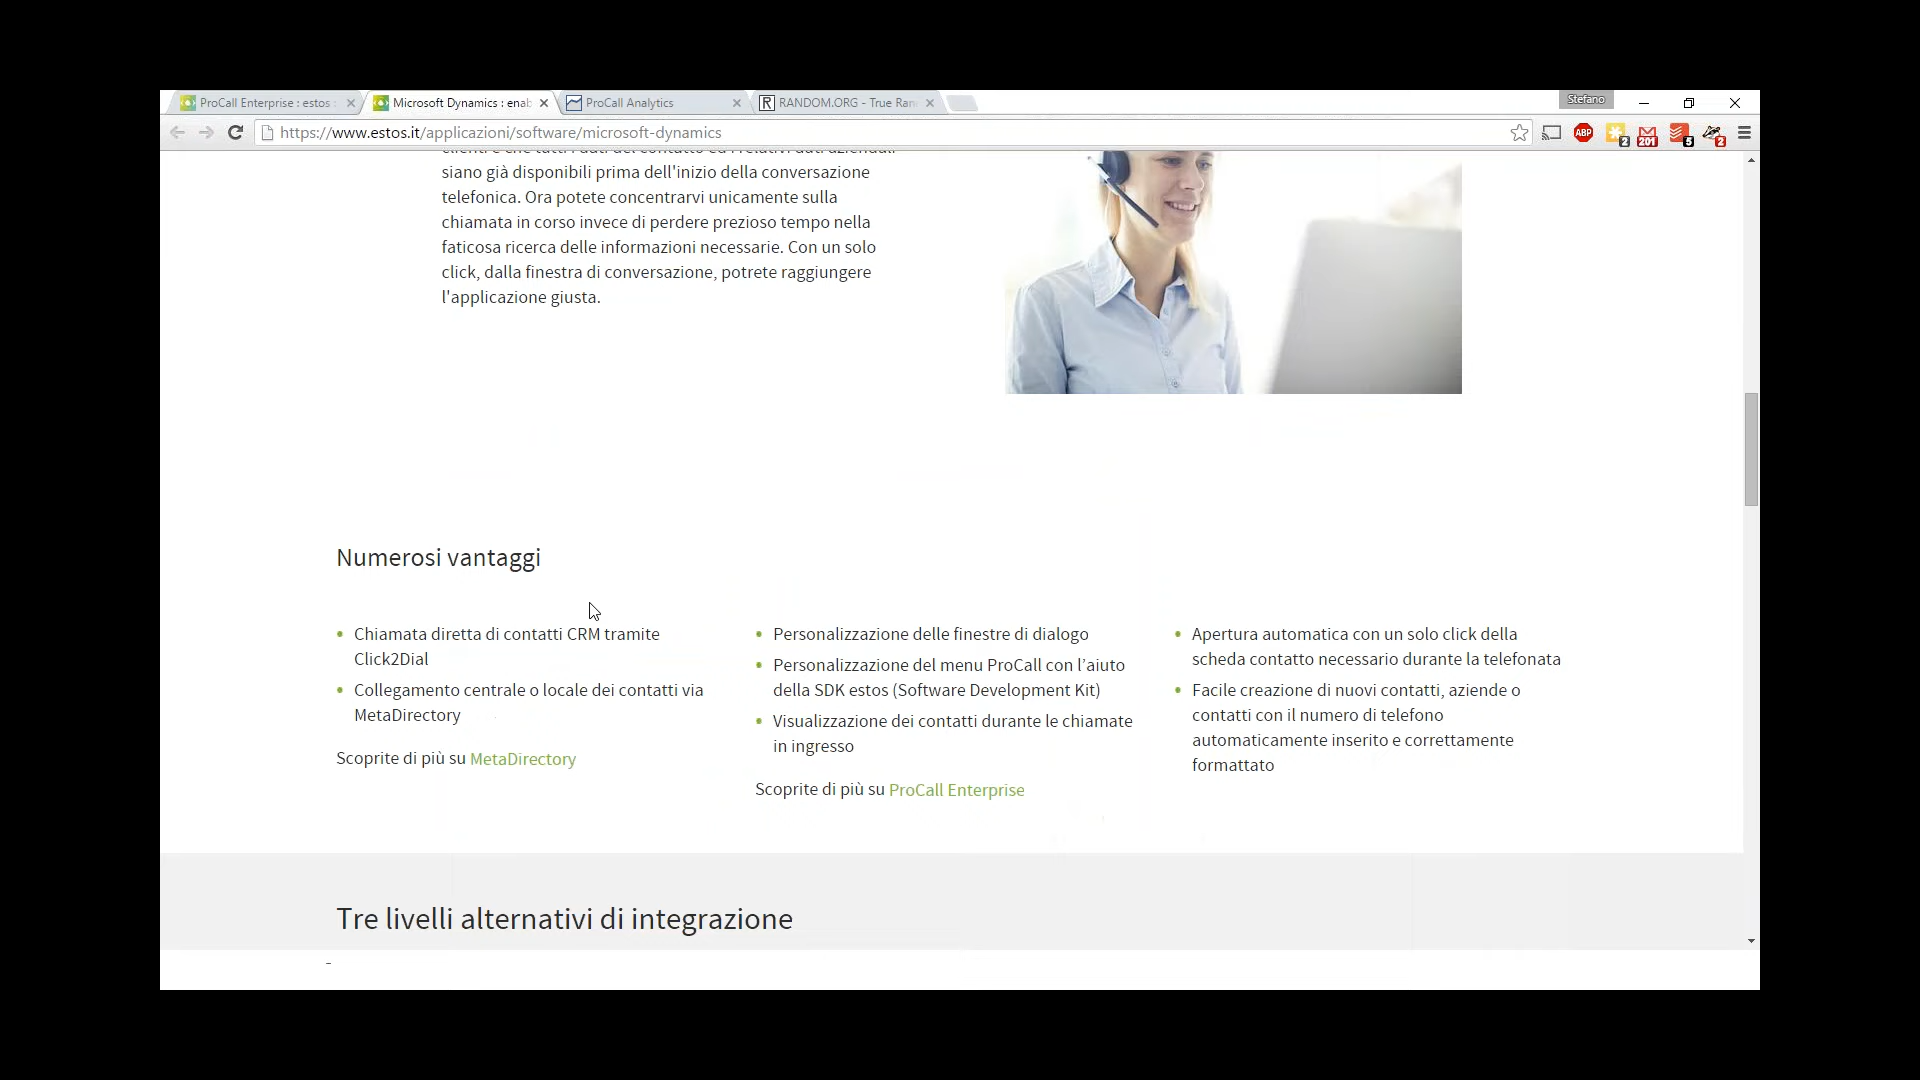 ProCall Enterprise : estos
Microsoft Dynamics : enab
ProCall Analytics
RANDOM.ORG - True Ran
Stefano
https://www.estos.it/applicazioni/software/microsoft-dynamics
ABP
2
201
5
2
siano già disponibili prima dell'inizio della conversazione
telefonica. Ora potete concentrarvi unicamente sulla
chiamata in corso invece di perdere prezioso tempo nella
faticosa ricerca delle informazioni necessarie. Con un solo
click, dalla finestra di conversazione, potrete raggiungere
l'applicazione giusta.
Numerosi vantaggi
Chiamata diretta di contatti CRM tramite
Click2Dial
Collegamento centrale o locale dei contatti via
MetaDirectory
Scoprite di più su MetaDirectory
Personalizzazione delle finestre di dialogo
Personalizzazione del menu ProCall con l’aiuto
della SDK estos (Software Development Kit)
Visualizzazione dei contatti durante le chiamate
in ingresso
Scoprite di più su ProCall Enterprise
Apertura automatica con un solo click della
scheda contatto necessario durante la telefonata
Facile creazione di nuovi contatti, aziende o
contatti con il numero di telefono
automaticamente inserito e correttamente
formattato
Tre livelli alternativi di integrazione